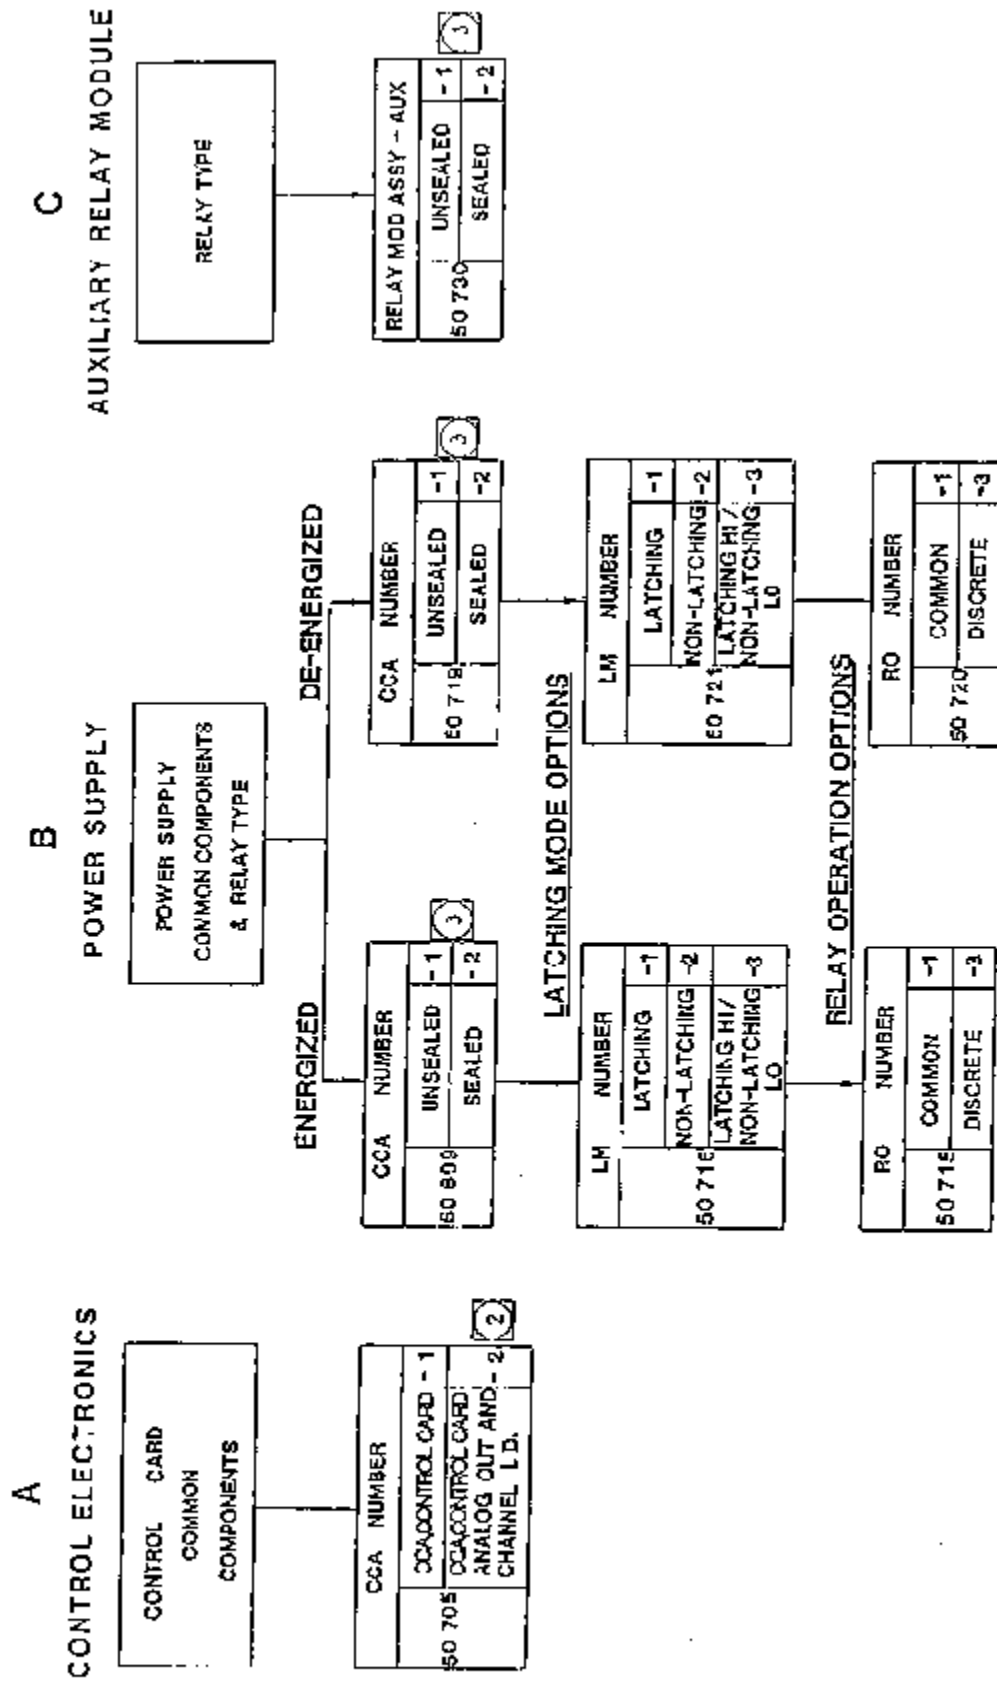 A
CONTROL ELECTRONICS
CONTROL CARD
COMMON
COMPONENTS
CCA NUMBER
50 705
CCA,CONTROL CARD - 1
CCA,CONTROL CARD
ANALOG OUT AND - 2
CHANNEL I.D.
2
B
POWER SUPPLY
POWER SUPPLY
COMMON COMPONENTS
& RELAY TYPE
ENERGIZED
CCA NUMBER
UNSEALED -1
SEALED -2
3
DE-ENERGIZED
CCA NUMBER
UNSEALED -1
SEALED -2
3
LATCHING MODE OPTIONS
LM NUMBER
50 716
LATCHING -1
NON-LATCHING -2
LATCHING HI/
NON-LATCHING -3
LO
LM NUMBER
50 721
LATCHING -1
NON-LATCHING -2
LATCHING HI/
NON-LATCHING -3
LO
RELAY OPERATION OPTIONS
RO NUMBER
50 715
COMMON -1
DISCRETE -3
RO NUMBER
50 720
COMMON -1
DISCRETE -3
C
AUXILIARY RELAY MODULE
RELAY TYPE
RELAY MOD ASSY - AUX
50 730
UNSEALED - 1
SEALED - 2
3